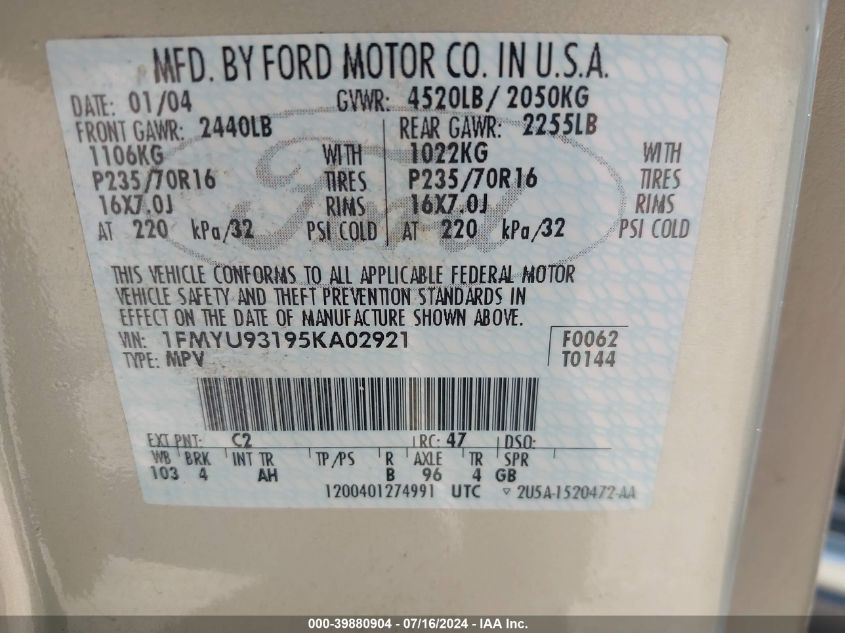 MFD. BY FORD MOTOR CO. IN U.S.A.
DATE: 01/04 GVWR: 4520LB/ 2050KG
FRONT GAWR: 2440LB REAR GAWR: 2255LB
1106KG WITH 1022KG WITH
P235/70R16 TIRES P235/70R16 TIRES
16X7.0J RIMS 16X7.0J RIMS
AT 220 kPa/32 PSI COLD AT 220 kPa/32 PSI COLD
Ford
THIS VEHICLE CONFORMS TO ALL APPLICABLE FEDERAL MOTOR
VEHICLE SAFETY AND THEFT PREVENTION STANDARDS IN
EFFECT ON THE DATE OF MANUFACTURE SHOWN ABOVE.
VIN: 1FMYU93195KA02921 F0062
TYPE: MPV T0144
EXT PNT: C2 RC: 47 DSO:
WB BRK INT TR TP/PS R AXLE TR SPR
103 4 AH B 96 4 GB
1200401274991 UTC ▿ 2U5A-1520472-AA
000-39880904 - 07/16/2024 - IAA Inc.